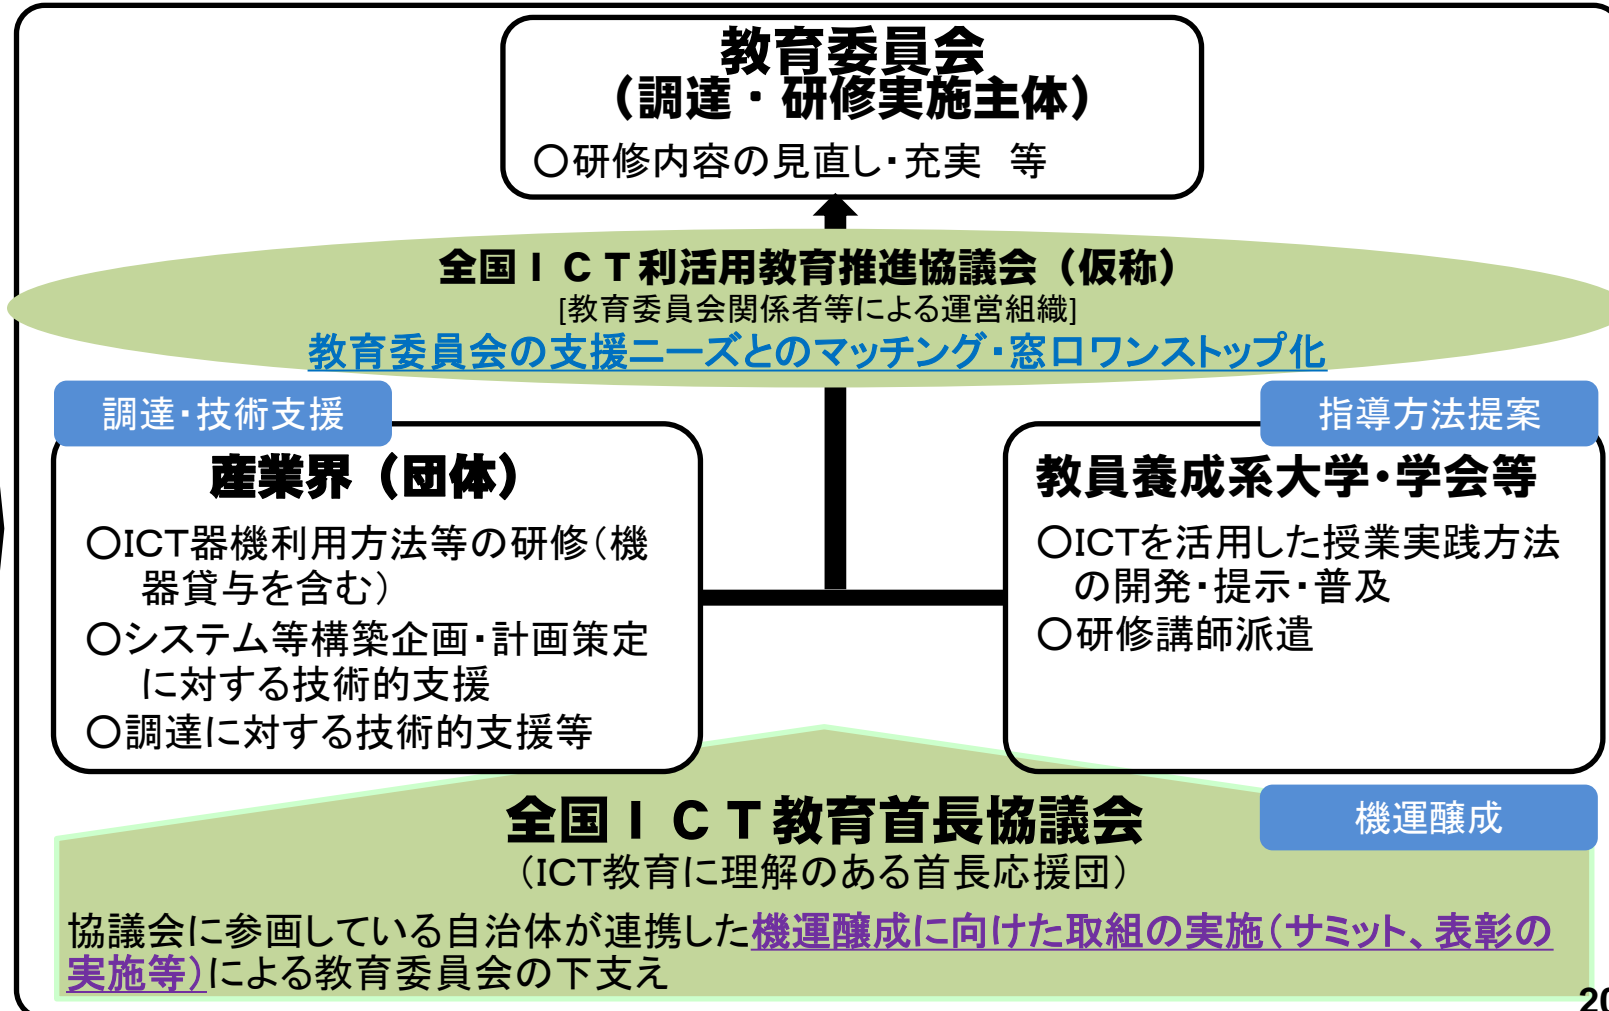 教育委員会
（調達・研修実施主体）
○研修内容の見直し・充実　等
全国ＩＣＴ利活用教育推進協議会（仮称）
[教育委員会関係者等による運営組織]
教育委員会の支援ニーズとのマッチング・窓口ワンストップ化
調達・技術支援
産業界（団体）
○ICT器機利用方法等の研修（機
器貸与を含む）
○システム等構築企画・計画策定
に対する技術的支援
○調達に対する技術的支援等
指導方法提案
教員養成系大学・学会等
○ICTを活用した授業実践方法
の開発・提示・普及
○研修講師派遣
全国ＩＣＴ教育首長協議会
機運醸成
（ICT教育に理解のある首長応援団）
協議会に参画している自治体が連携した機運醸成に向けた取組の実施（サミット、表彰の
実施等）による教育委員会の下支え
20